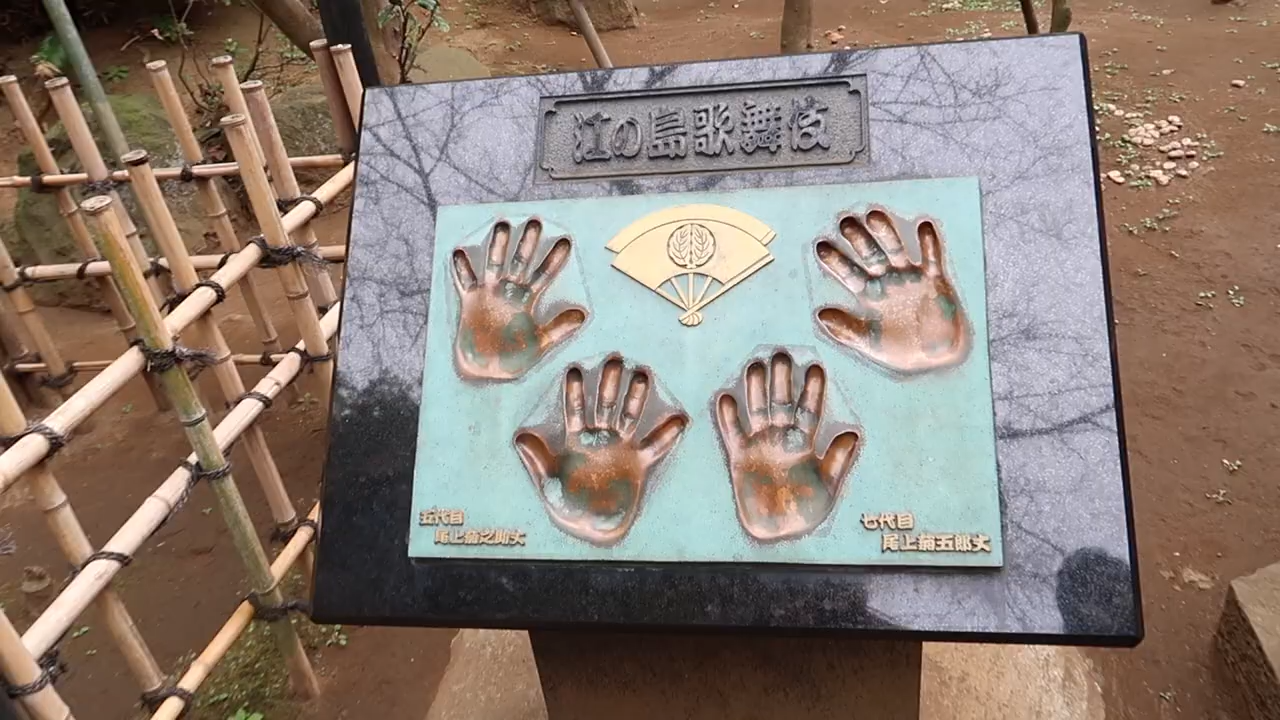 江の島歌舞伎
五代目
尾上菊之助丈
七代目
尾上菊五郎丈